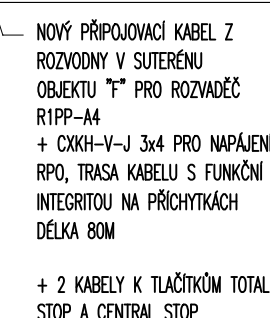 NOVÝ PŘIPOJOVACÍ KABEL Z
ROZVODNY V SUTERÉNU
OBJEKTU "F" PRO ROZVADĚČ
R1PP-A4
+ CXKH-V-J 3x4 PRO NAPÁJENÍ
RPO, TRASA KABELU S FUNKČNÍ
INTEGRITOU NA PŘÍCHYTKÁCH
DÉLKA 80M
+ 2 KABELY K TLAČÍTKŮM TOTAL
STOP A CENTRAL STOP